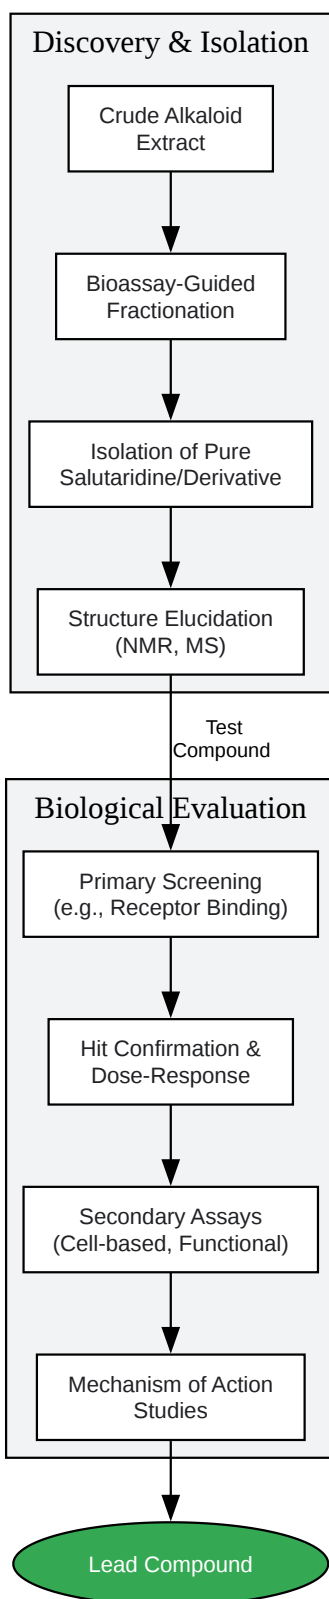 Discovery & Isolation
Crude Alkaloid
Extract
Bioassay-Guided
Fractionation
Isolation of Pure
Salutaridine/Derivative
Structure Elucidation
(NMR, MS)
Test
Compound
Biological Evaluation
Primary Screening
(e.g., Receptor Binding)
Hit Confirmation &
Dose-Response
Secondary Assays
(Cell-based, Functional)
Mechanism of Action
Studies
Lead Compound